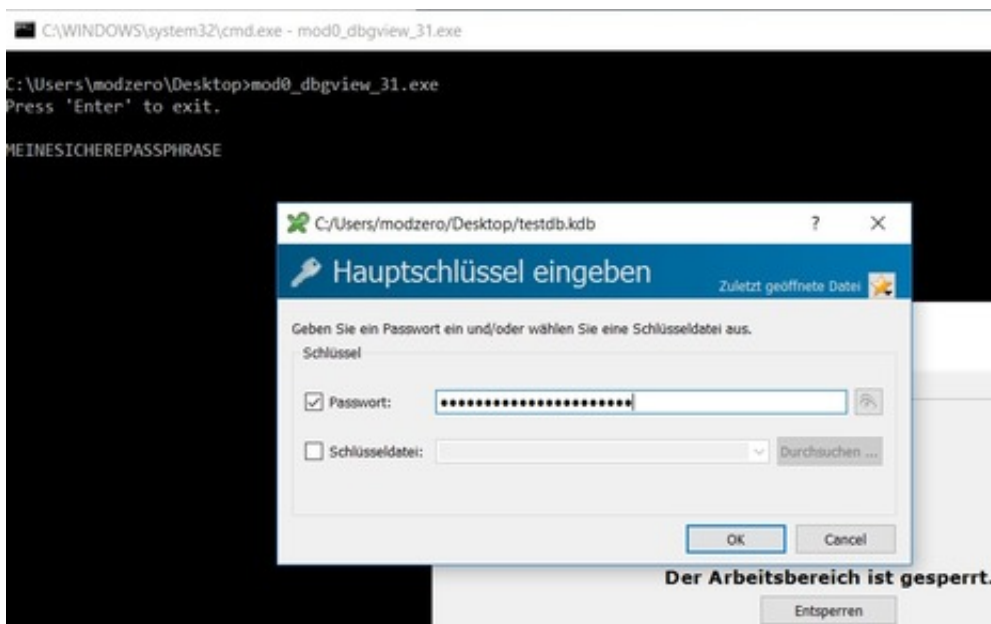 C:\WINDOWS\system32\cmd.exe - mod0_dbgview_31.exe
C:\Users\modzero\Desktop>mod0_dbgview_31.exe
Press 'Enter' to exit.
MEINESICHEREPASSPHRASE
C:/Users/modzero/Desktop/testdb.kdb
Hauptschlüssel eingeben
Zuletzt geöffnete Datei
Geben Sie ein Passwort ein und/oder wählen Sie eine Schlüsseldatei aus.
Schlüssel
Passwort: ••••••••••••••••••••••
Schlüsseldatei:
Durchsuchen ...
OK
Cancel
Der Arbeitsbereich ist gesperrt.
Entsperren